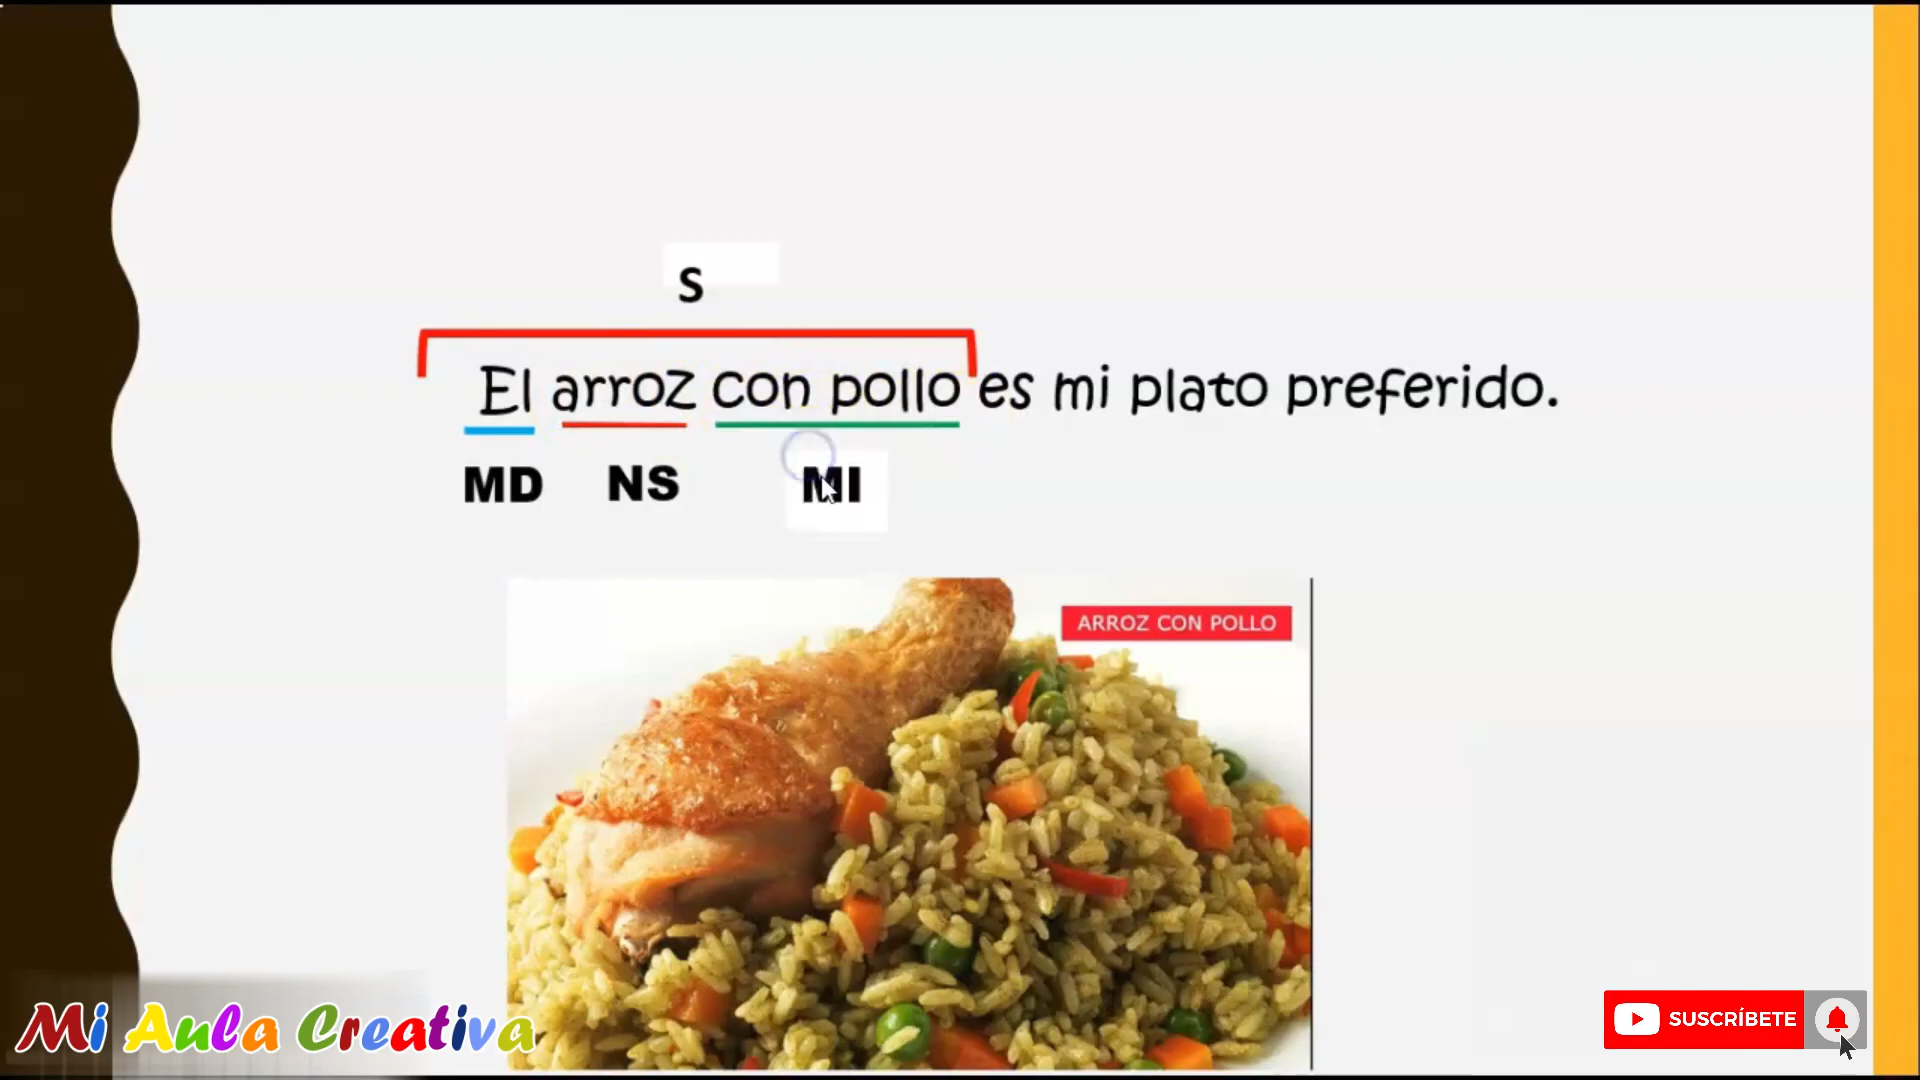 S
El arroz con pollo es mi plato preferido.
MD NS MI
ARROZ CON POLLO
Mi Aula Creativa
SUSCRÍBETE